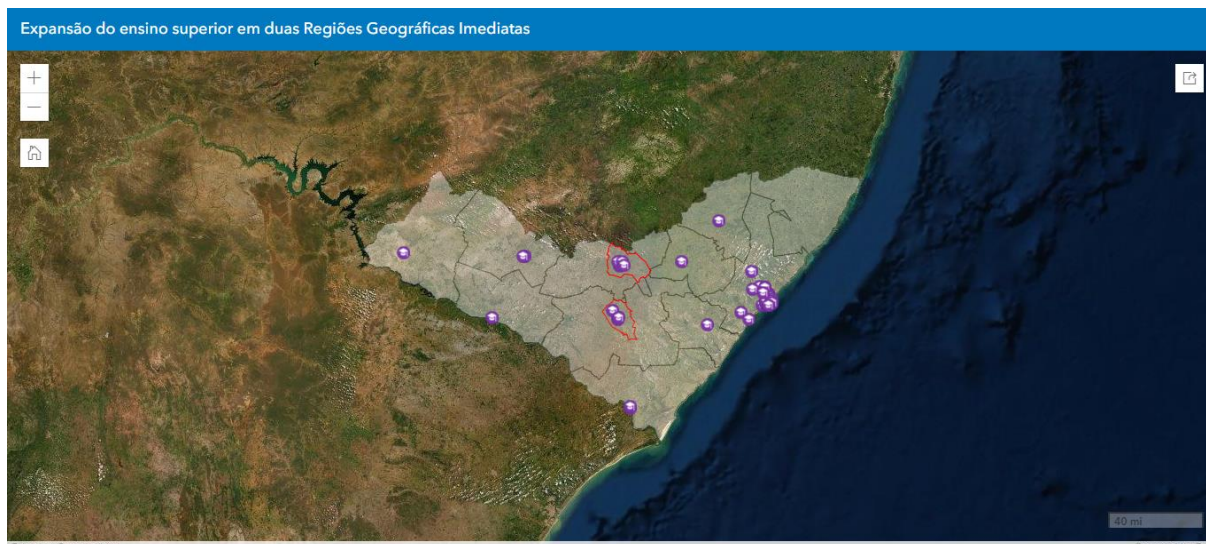 Expansão do ensino superior em duas Regiões Geográficas Imediatas
+
−
40 mi